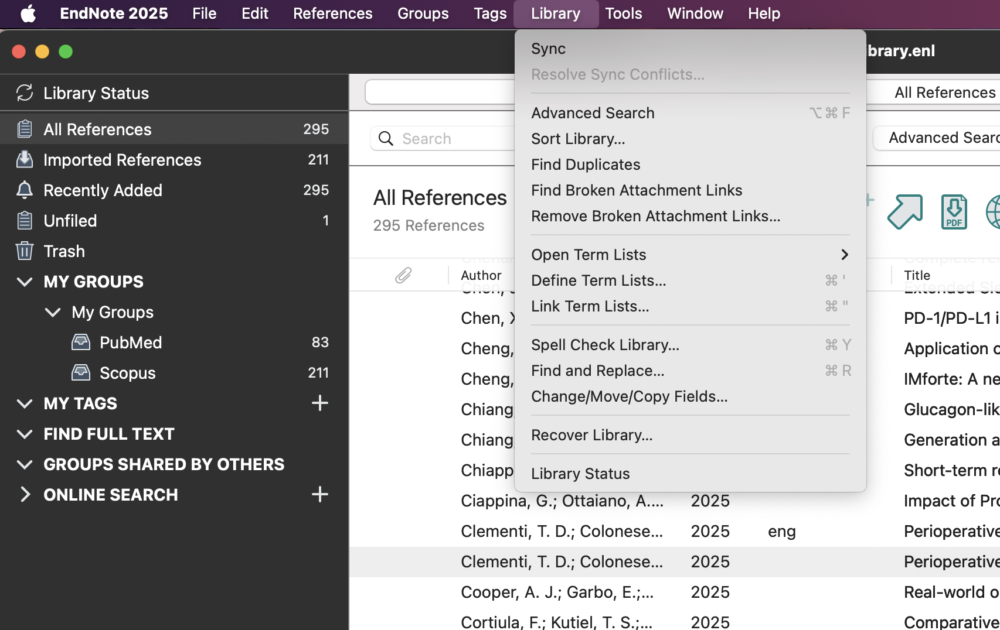 EndNote 2025 File Edit References Groups Tags Library Tools Window Help
ibrary.enl
Library Status
All References 295
Imported References 211
Recently Added 295
Unfiled 1
Trash
MY GROUPS
My Groups
PubMed 83
Scopus 211
MY TAGS
FIND FULL TEXT
GROUPS SHARED BY OTHERS
ONLINE SEARCH
Sync
Resolve Sync Conflicts...
Advanced Search ⌥⌘F
Sort Library...
Find Duplicates
Find Broken Attachment Links
Remove Broken Attachment Links...
Open Term Lists
Define Term Lists... ⌘'
Link Term Lists... ⌘"
Spell Check Library... ⌘Y
Find and Replace... ⌘R
Change/Move/Copy Fields...
Recover Library...
Library Status
All References
Search
Advanced Searc
All References
295 References
PDF
Author Title
Chen, Extended Sle
Chen, X PD-1/PD-L1 i
Cheng, Application o
Cheng, IMforte: A ne
Chiang, Glucagon-lik
Chiang, Generation a
Chiapp Short-term re
Ciappina, G.; Ottaiano, A.... 2025 Impact of Pro
Clementi, T. D.; Colonese... 2025 eng Perioperative
Clementi, T. D.; Colonese... 2025 Perioperative
Cooper, A. J.; Garbo, E.;... 2025 Real-world o
Cortiula, F.; Kutiel, T. S.;... 2025 Comparative